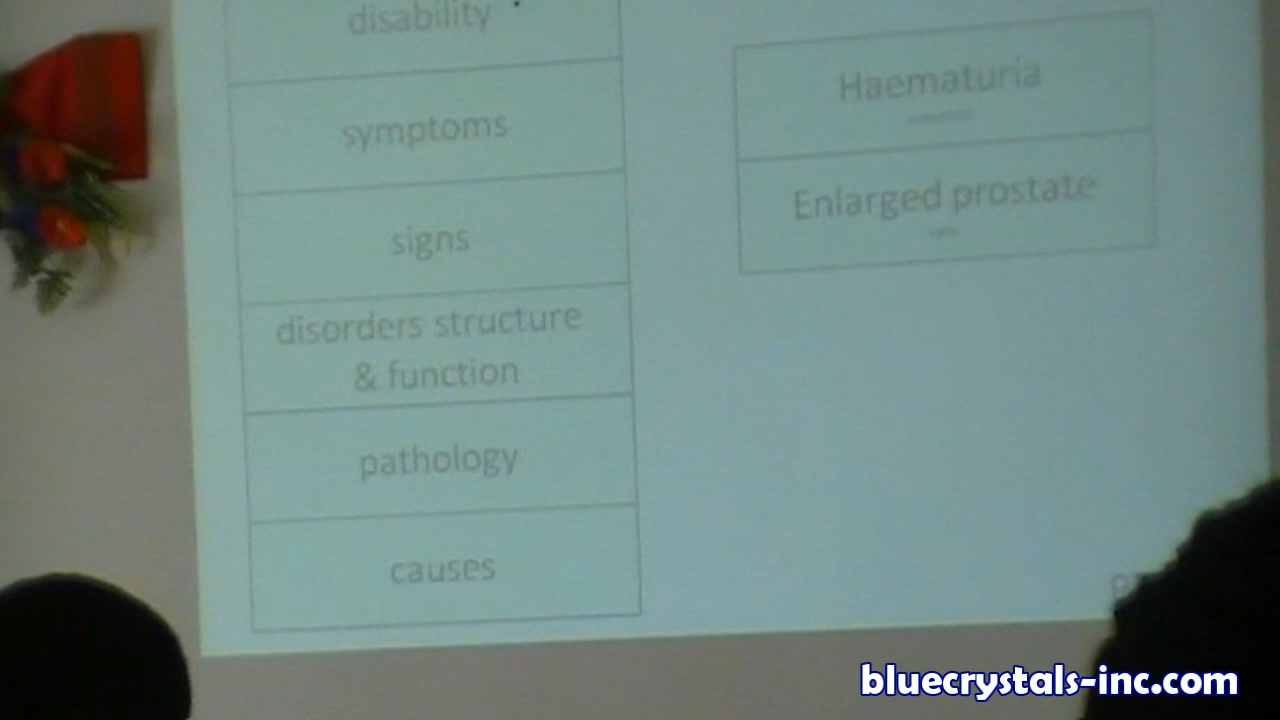 disability
symptoms
signs
disorders structure
& function
pathology
causes
Haematuria
Enlarged prostate
bluecrystals-inc.com